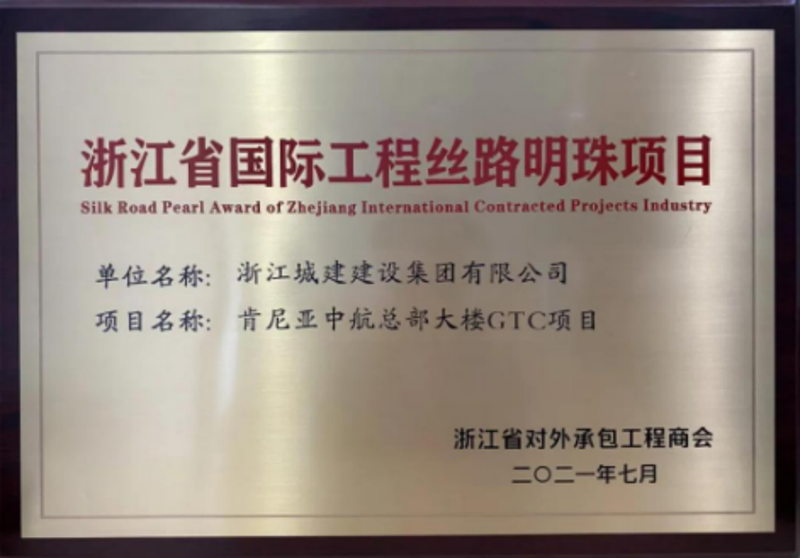 浙江省国际工程丝路明珠项目
Silk Road Pearl Award of Zhejiang International Contracted Projects Industry
单位名称: 浙江城建建设集团有限公司
项目名称: 肯尼亚中航总部大楼GTC项目
浙江省对外承包工程商会
二〇二一年七月